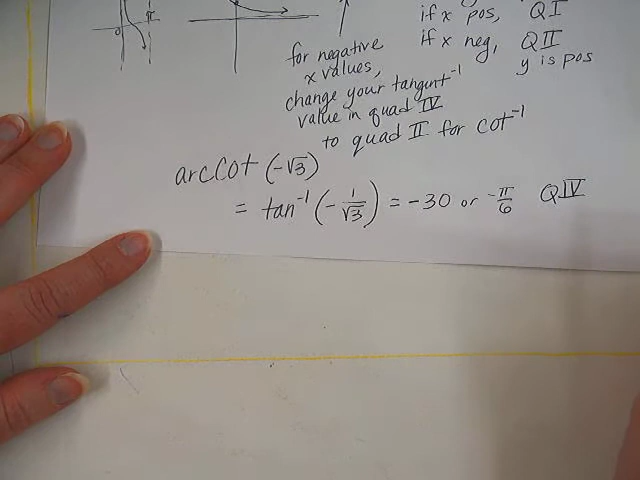 π
0
if x pos, QI
if x neg, QII
y is pos
for negative
x values,
change your tangent⁻¹
value in quad IV
to quad II for cot⁻¹
arccot (-√3)
= tan⁻¹ (- 1/√3) = -30 or -π/6 QIV